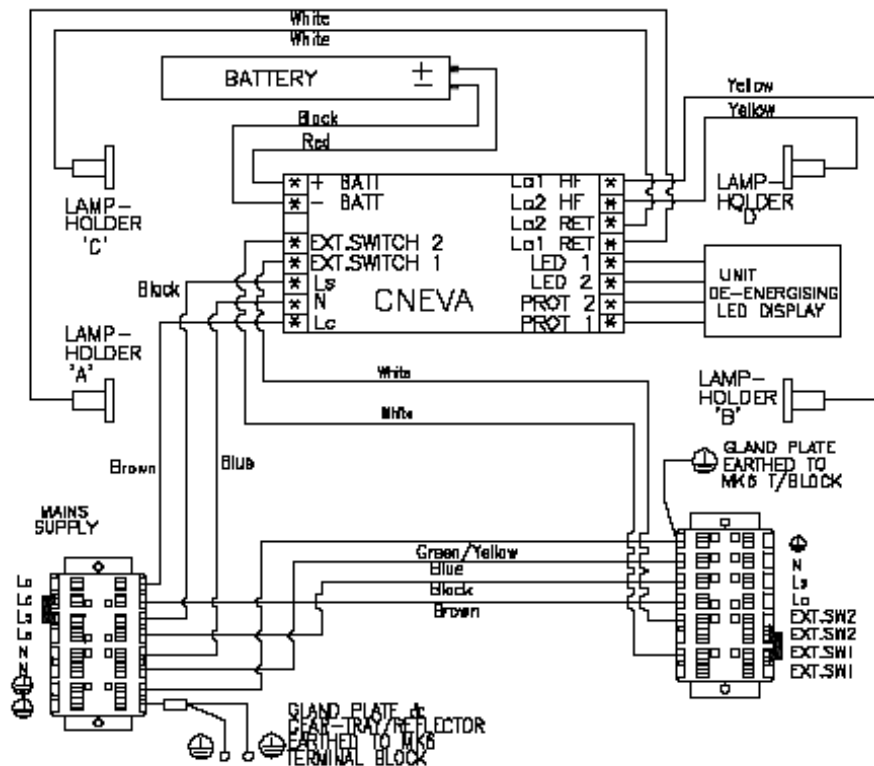 White
White
BATTERY
+
−
Black
Red
Yellow
Yellow
LAMP-
HOLDER
'C'
* + BATT
* - BATT
* EXT.SWITCH 2
* EXT.SWITCH 1
* Ls
* N
* Lc
CNEVA
La1 HF *
La2 HF *
La2 RET *
La1 RET *
LED 1 *
LED 2 *
PROT 2 *
PROT 1 *
LAMP-
HOLDER
'D'
UNIT
DE-ENERGISING
LED DISPLAY
Black
LAMP-
HOLDER
'A'
White
White
LAMP-
HOLDER
'B'
Brown
Blue
GLAND PLATE
EARTHED TO
MK6 T/BLOCK
MAINS
SUPPLY
Lc
Ls
N
N
Green/Yellow
Blue
Black
Brown
N
Ls
EXT.SW2
EXT.SW2
EXT.SW1
EXT.SW1
GLAND PLATE &
GEAR-TRAY/REFLECTOR
EARTHED TO MK6
TERMINAL BLOCK